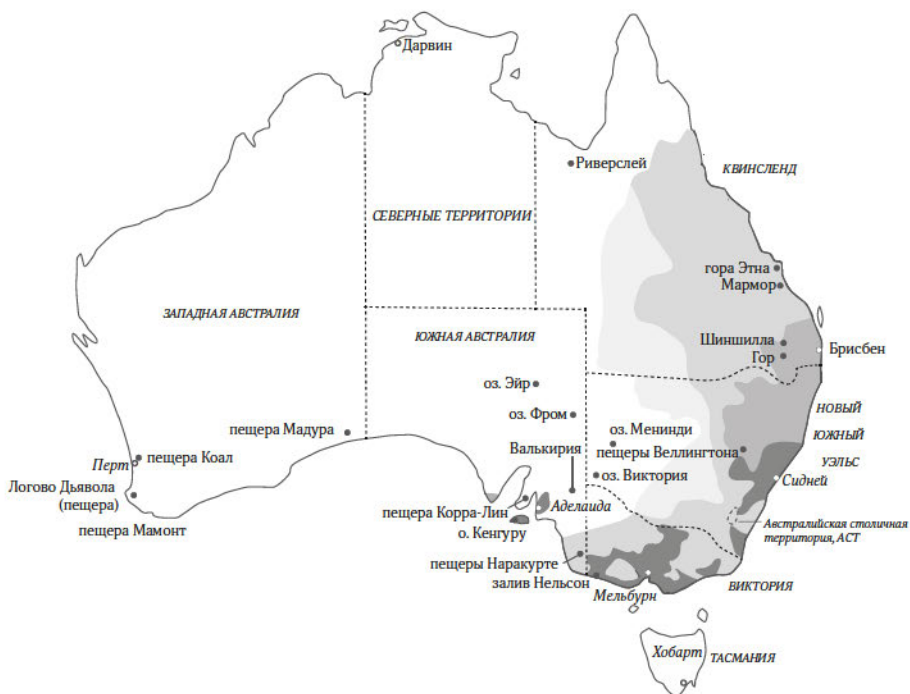 Дарвин
Риверслей
КВИНСЛЕНД
СЕВЕРНЫЕ ТЕРРИТОРИИ
гора Этна
Мармор
ЗАПАДНАЯ АВСТРАЛИЯ
ЮЖНАЯ АВСТРАЛИЯ
Шиншилла
Гор
Брисбен
оз. Эйр
оз. Фром
НОВЫЙ
ЮЖНЫЙ
УЭЛЬС
пещера Мадура
оз. Менинди
Валькирия
пещеры Веллингтона
пещера Коал
Перт
оз. Виктория
Сидней
Логово Дьявола
(пещера)
пещера Корра-Лин
Аделаида
пещера Мамонт
о. Кенгуру
Австралийская столичная
территория, АСТ
пещеры Наракурте
залив Нельсон
Мельбурн
ВИКТОРИЯ
Хобарт
ТАСМАНИЯ